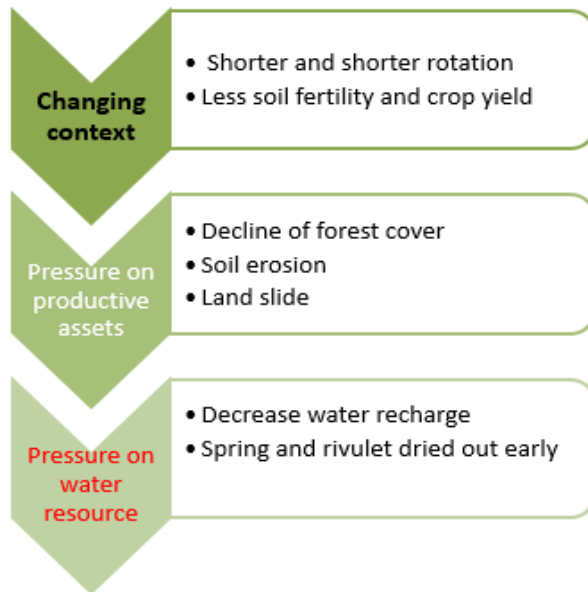 Changing
context
• Shorter and shorter rotation
• Less soil fertility and crop yield
Pressure on
productive
assets
• Decline of forest cover
• Soil erosion
• Land slide
Pressure on
water
resource
• Decrease water recharge
• Spring and rivulet dried out early